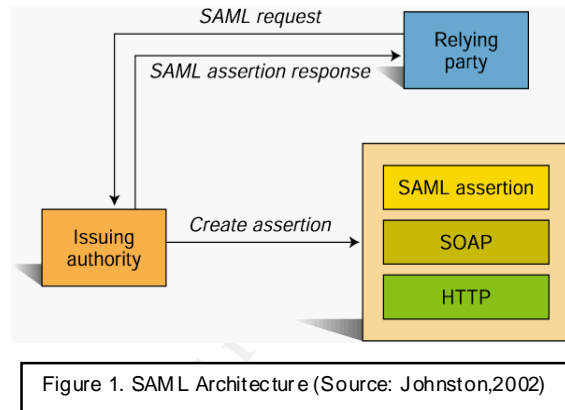 SAML request
Relying
party
SAML assertion response
SAML assertion
Issuing
authority
Create assertion
SOAP
HTTP
Figure 1. SAML Architecture (Source: Johnston,2002)